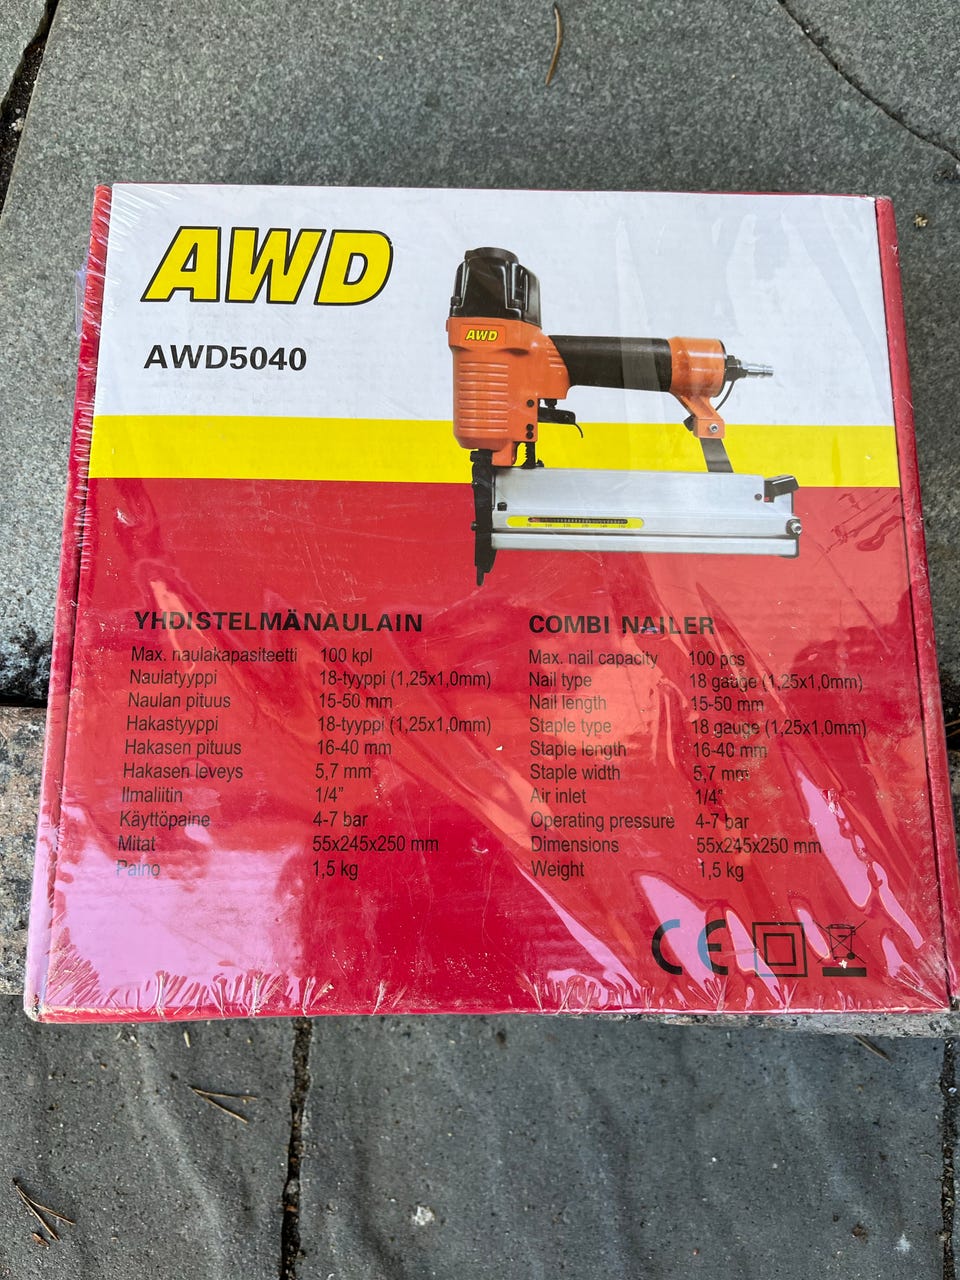 AWD
AWD5040
AWD
YHDISTELMÄNAULAIN
Max. naulakapasiteetti 100 kpl
Naulatyyppi 18-tyyppi (1,25x1,0mm)
Naulan pituus 15-50 mm
Hakastyyppi 18-tyyppi (1,25x1,0mm)
Hakasen pituus 16-40 mm
Hakasen leveys 5,7 mm
Ilmaliitin 1/4"
Käyttöpaine 4-7 bar
Mitat 55x245x250 mm
Paino 1,5 kg
COMBI NAILER
Max. nail capacity 100 pcs
Nail type 18 gauge (1,25x1,0mm)
Nail length 15-50 mm
Staple type 18 gauge (1,25x1,0mm)
Staple length 16-40 mm
Staple width 5,7 mm
Air inlet 1/4"
Operating pressure 4-7 bar
Dimensions 55x245x250 mm
Weight 1,5 kg
CE